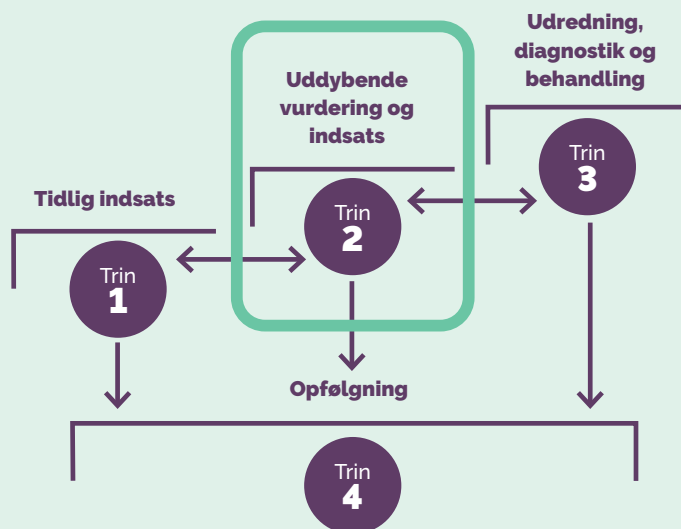 Tidlig indsats
Trin
1
Uddybende
vurdering og
indsats
Trin
2
Udredning,
diagnostik og
behandling
Trin
3
Opfølgning
Trin
4